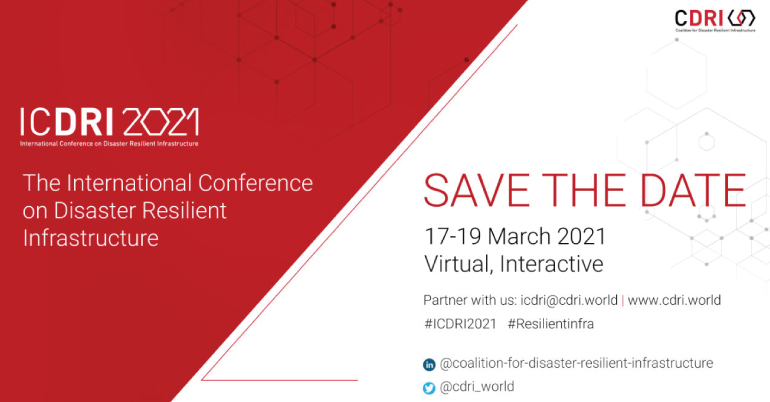 CDRI
Coalition for Disaster Resilient Infrastructure
ICDRI 2021
International Conference on Disaster Resilient Infrastructure
The International Conference
on Disaster Resilient
Infrastructure
SAVE THE DATE
17-19 March 2021
Virtual, Interactive
Partner with us: icdri@cdri.world | www.cdri.world
#ICDRI2021 #Resilientinfra
in @coalition-for-disaster-resilient-infrastructure
@cdri_world